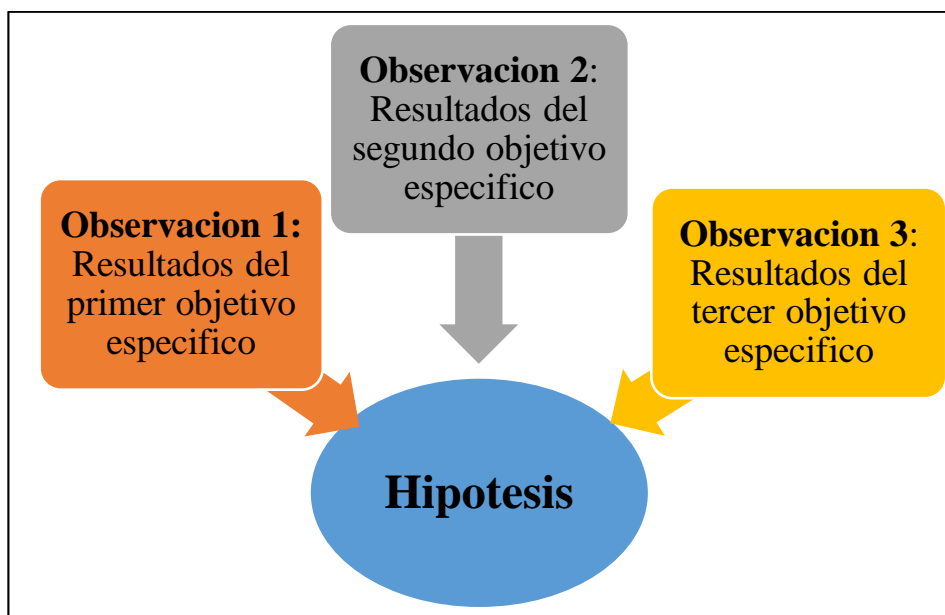 Observacion 1:
Resultados del
primer objetivo
especifico
Observacion 2:
Resultados del
segundo objetivo
especifico
Observacion 3:
Resultados del
tercer objetivo
especifico
Hipotesis